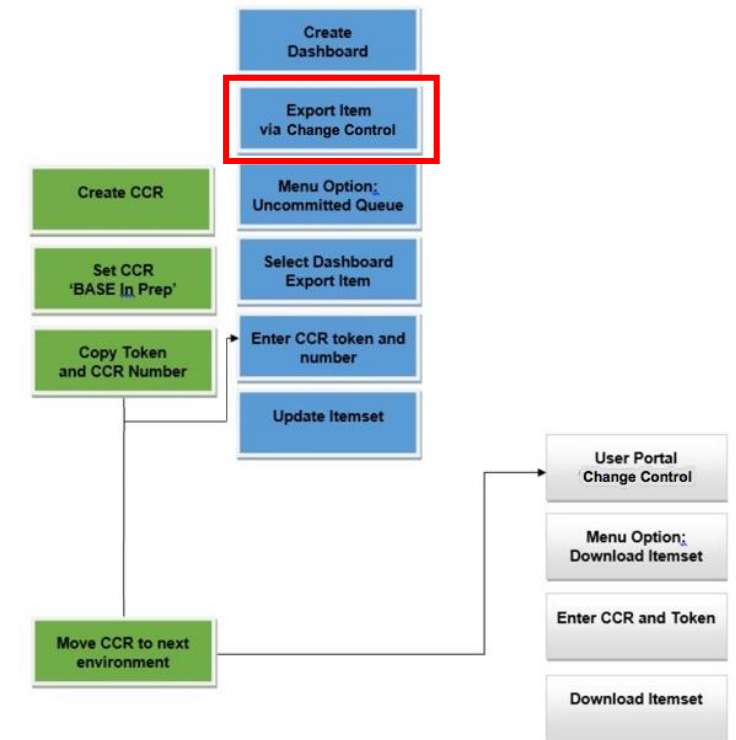 Create
Dashboard
Export Item
via Change Control
Create CCR
Menu Option:
Uncommitted Queue
Set CCR
‘BASE In Prep’
Select Dashboard
Export Item
Copy Token
and CCR Number
Enter CCR token and
number
Update Itemset
User Portal
Change Control
Menu Option:
Download Itemset
Enter CCR and Token
Move CCR to next
environment
Download Itemset